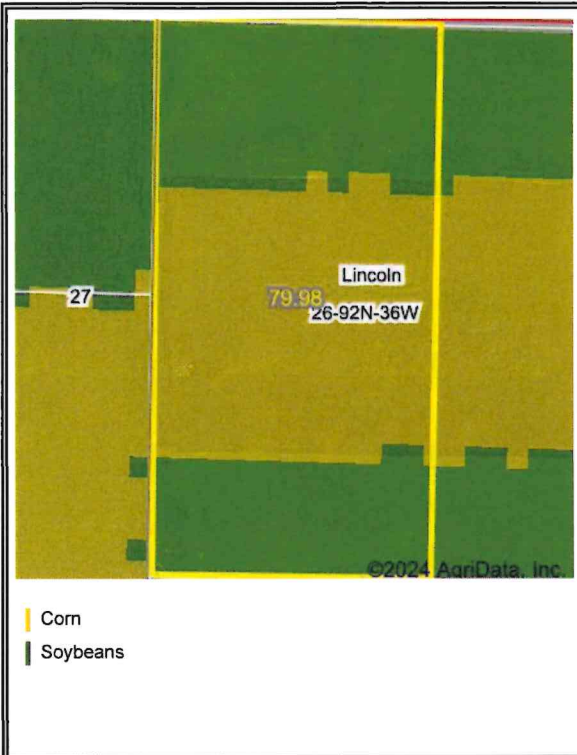 Lincoln
27
79.98
26-92N-36W
©2024 AgriData, Inc.
Corn
Soybeans